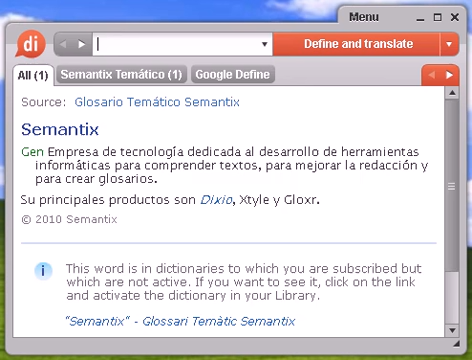 Menu
di
Define and translate
All (1) Semantix Temático (1) Google Define
Source: Glosario Temático Semantix
Semantix
Gen Empresa de tecnología dedicada al desarrollo de herramientas
informáticas para comprender textos, para mejorar la redacción y
para crear glosarios.
Su principales productos son Dixio, Xtyle y Gloxr.
© 2010 Semantix
i
This word is in dictionaries to which you are subscribed but
which are not active. If you want to see it, click on the link
and activate the dictionary in your Library.
"Semantix" - Glossari Temàtic Semantix